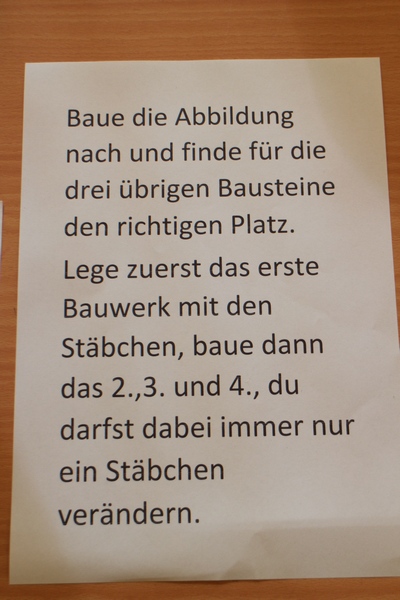 Baue die Abbildung
nach und finde für die
drei übrigen Bausteine
den richtigen Platz.
Lege zuerst das erste
Bauwerk mit den
Stäbchen, baue dann
das 2.,3. und 4., du
darfst dabei immer nur
ein Stäbchen
verändern.